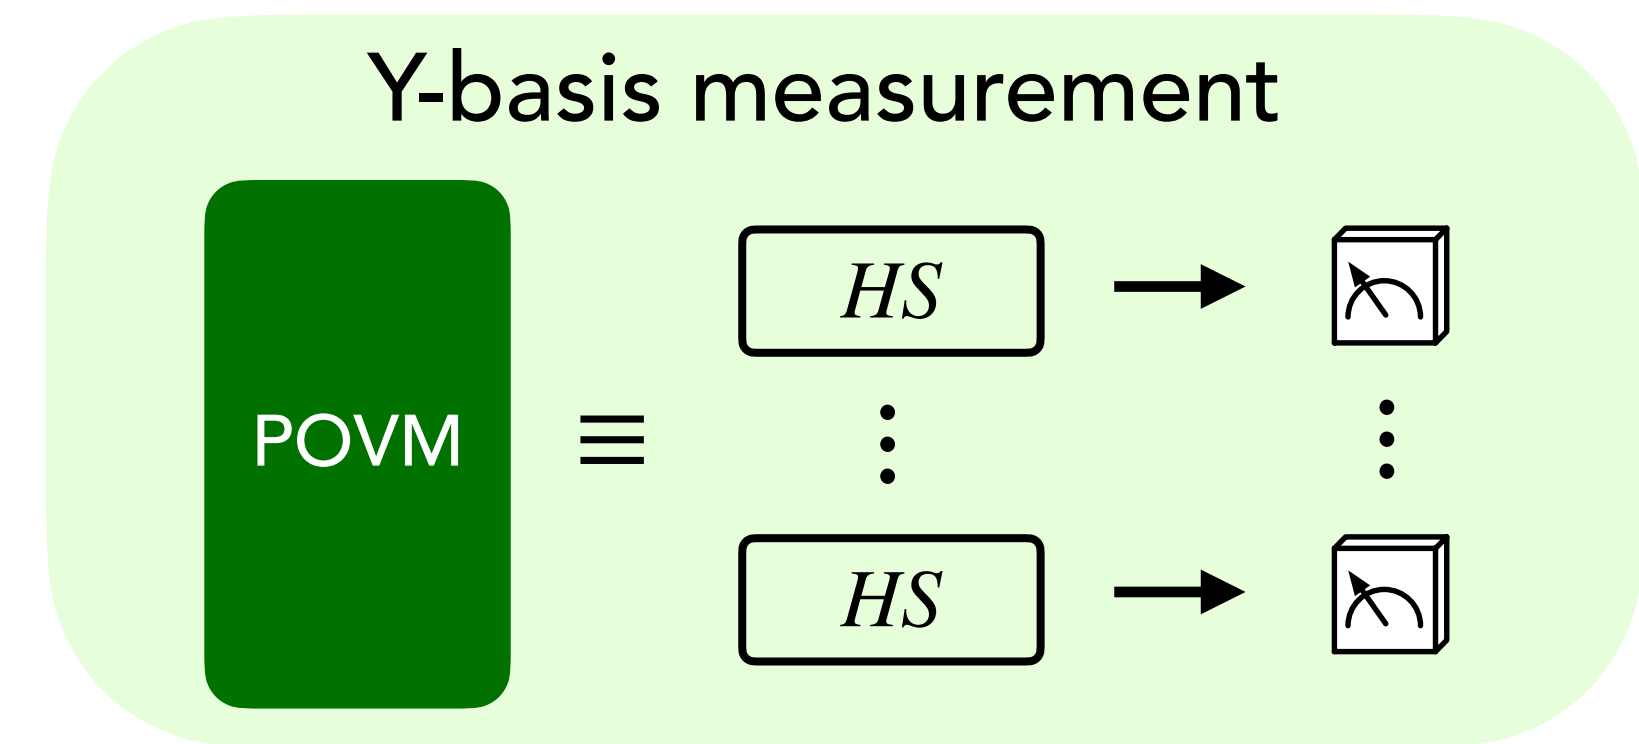 Y-basis measurement
HS
POVM ≡
HS